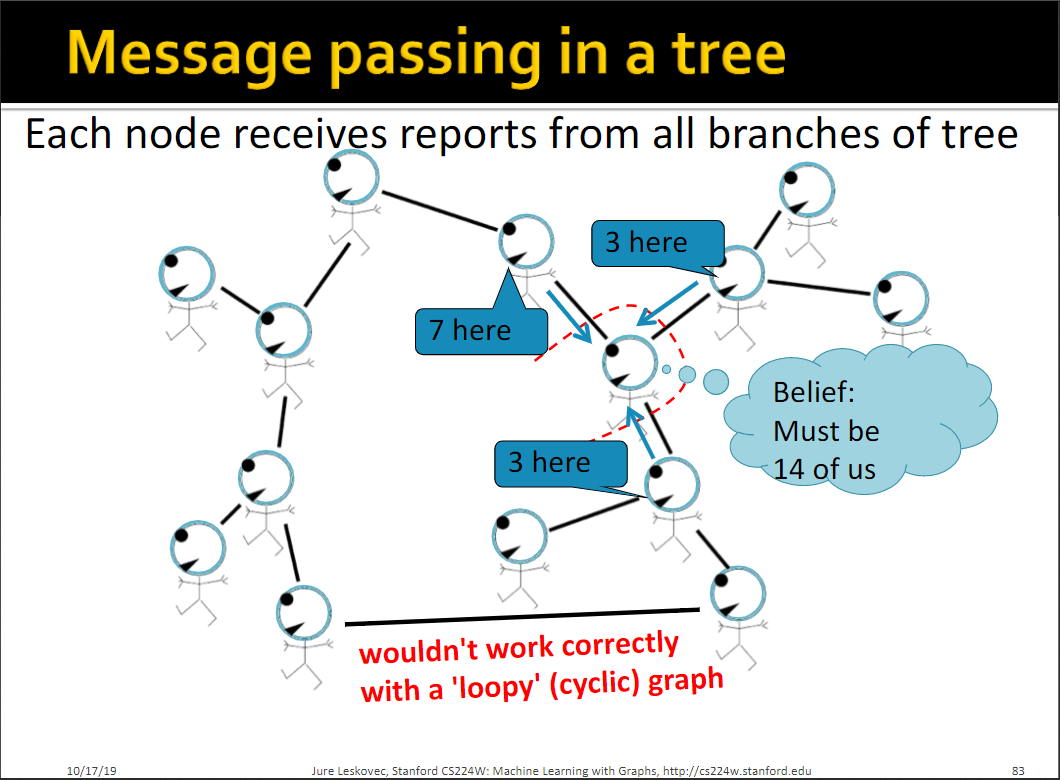 Message passing in a tree
Each node receives reports from all branches of tree
3 here
7 here
Belief:
Must be
14 of us
3 here
wouldn't work correctly
with a 'loopy' (cyclic) graph
10/17/19
Jure Leskovec, Stanford CS224W: Machine Learning with Graphs, http://cs224w.stanford.edu
83